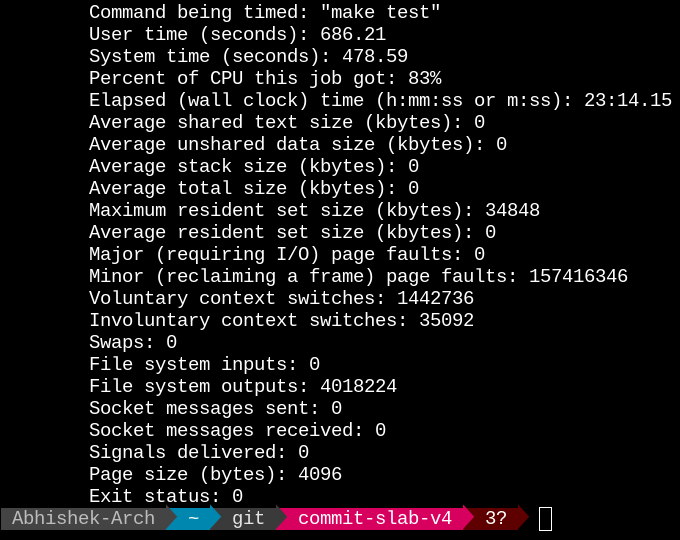 Command being timed: "make test"
User time (seconds): 686.21
System time (seconds): 478.59
Percent of CPU this job got: 83%
Elapsed (wall clock) time (h:mm:ss or m:ss): 23:14.15
Average shared text size (kbytes): 0
Average unshared data size (kbytes): 0
Average stack size (kbytes): 0
Average total size (kbytes): 0
Maximum resident set size (kbytes): 34848
Average resident set size (kbytes): 0
Major (requiring I/O) page faults: 0
Minor (reclaiming a frame) page faults: 157416346
Voluntary context switches: 1442736
Involuntary context switches: 35092
Swaps: 0
File system inputs: 0
File system outputs: 4018224
Socket messages sent: 0
Socket messages received: 0
Signals delivered: 0
Page size (bytes): 4096
Exit status: 0
Abhishek-Arch ~ git commit-slab-v4 3?